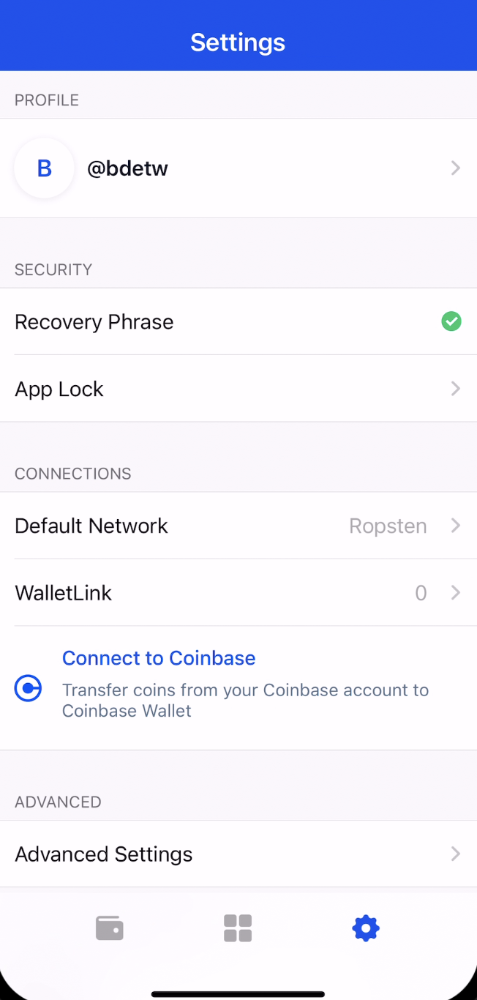 Settings
PROFILE
B
@bdetw
SECURITY
Recovery Phrase
App Lock
CONNECTIONS
Default Network Ropsten
WalletLink 0
Connect to Coinbase
Transfer coins from your Coinbase account to
Coinbase Wallet
ADVANCED
Advanced Settings